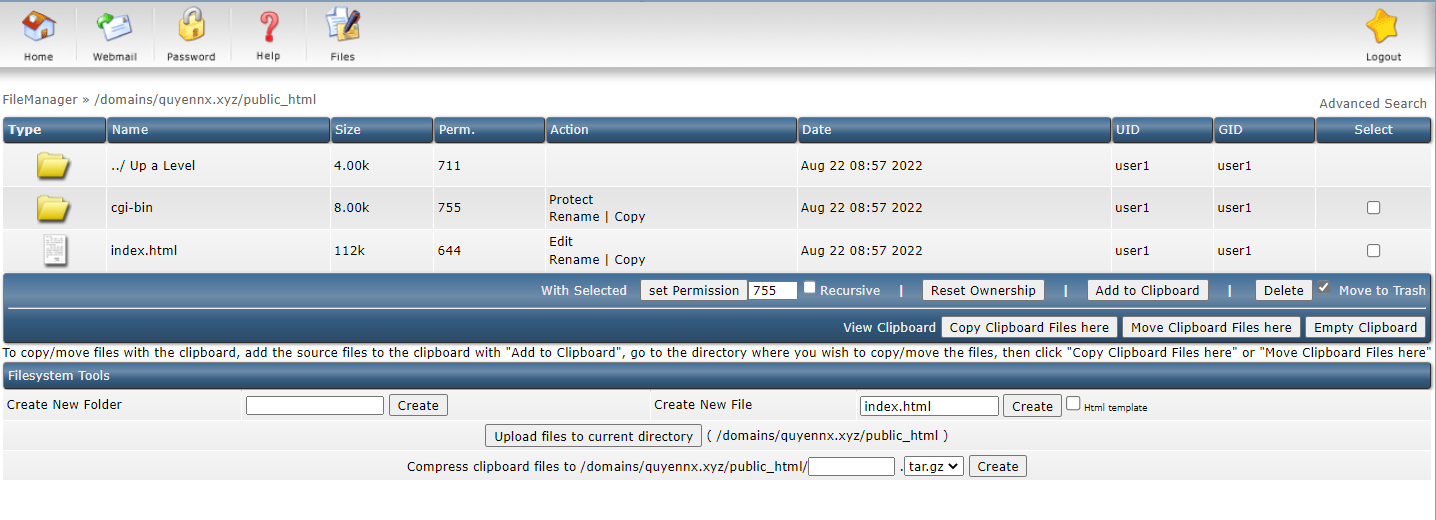 Home Webmail Password Help Files Logout
FileManager » /domains/quyennx.xyz/public_html
Advanced Search
Type Name Size Perm. Action Date UID GID Select
../ Up a Level 4.00k 711 Aug 22 08:57 2022 user1 user1
cgi-bin 8.00k 755 Protect Aug 22 08:57 2022 user1 user1
Rename | Copy
index.html 112k 644 Edit Aug 22 08:57 2022 user1 user1
Rename | Copy
With Selected set Permission 755 Recursive | Reset Ownership | Add to Clipboard | Delete Move to Trash
View Clipboard Copy Clipboard Files here Move Clipboard Files here Empty Clipboard
To copy/move files with the clipboard, add the source files to the clipboard with "Add to Clipboard", go to the directory where you wish to copy/move the files, then click "Copy Clipboard Files here" or "Move Clipboard Files here"
Filesystem Tools
Create New Folder Create Create New File index.html Create Html template
Upload files to current directory ( /domains/quyennx.xyz/public_html )
Compress clipboard files to /domains/quyennx.xyz/public_html/ .tar.gz Create